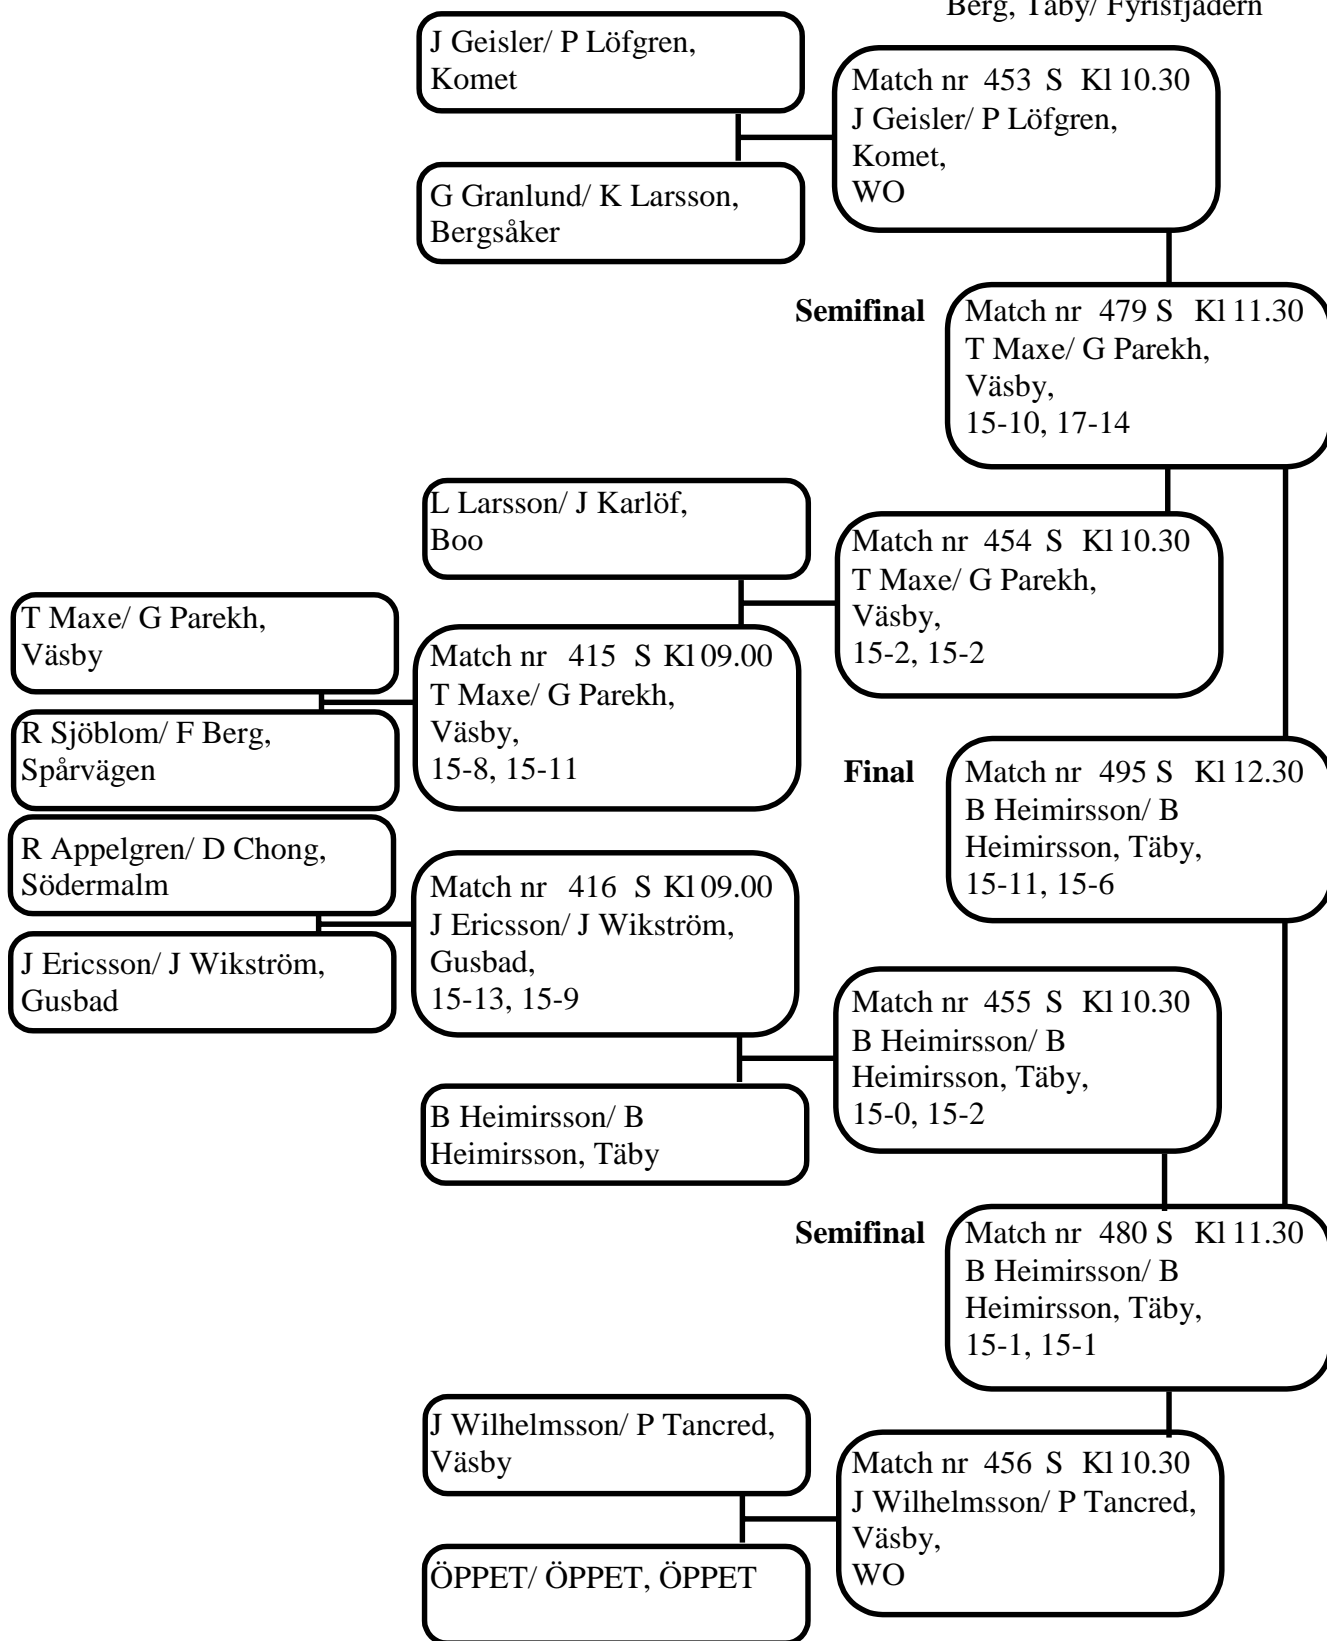 Berg, Täby/ Fyrisfjädern
J Geisler/ P Löfgren,
Komet
Match nr 453 S Kl 10.30
J Geisler/ P Löfgren,
Komet,
WO
G Granlund/ K Larsson,
Bergsåker
Semifinal
Match nr 479 S Kl 11.30
T Maxe/ G Parekh,
Väsby,
15-10, 17-14
L Larsson/ J Karlöf,
Boo
Match nr 454 S Kl 10.30
T Maxe/ G Parekh,
Väsby,
15-2, 15-2
T Maxe/ G Parekh,
Väsby
Match nr 415 S Kl 09.00
T Maxe/ G Parekh,
Väsby,
15-8, 15-11
R Sjöblom/ F Berg,
Spårvägen
Final
Match nr 495 S Kl 12.30
B Heimirsson/ B
Heimirsson, Täby,
15-11, 15-6
R Appelgren/ D Chong,
Södermalm
Match nr 416 S Kl 09.00
J Ericsson/ J Wikström,
Gusbad,
15-13, 15-9
J Ericsson/ J Wikström,
Gusbad
Match nr 455 S Kl 10.30
B Heimirsson/ B
Heimirsson, Täby,
15-0, 15-2
B Heimirsson/ B
Heimirsson, Täby
Semifinal
Match nr 480 S Kl 11.30
B Heimirsson/ B
Heimirsson, Täby,
15-1, 15-1
J Wilhelmsson/ P Tancred,
Väsby
Match nr 456 S Kl 10.30
J Wilhelmsson/ P Tancred,
Väsby,
WO
ÖPPET/ ÖPPET, ÖPPET